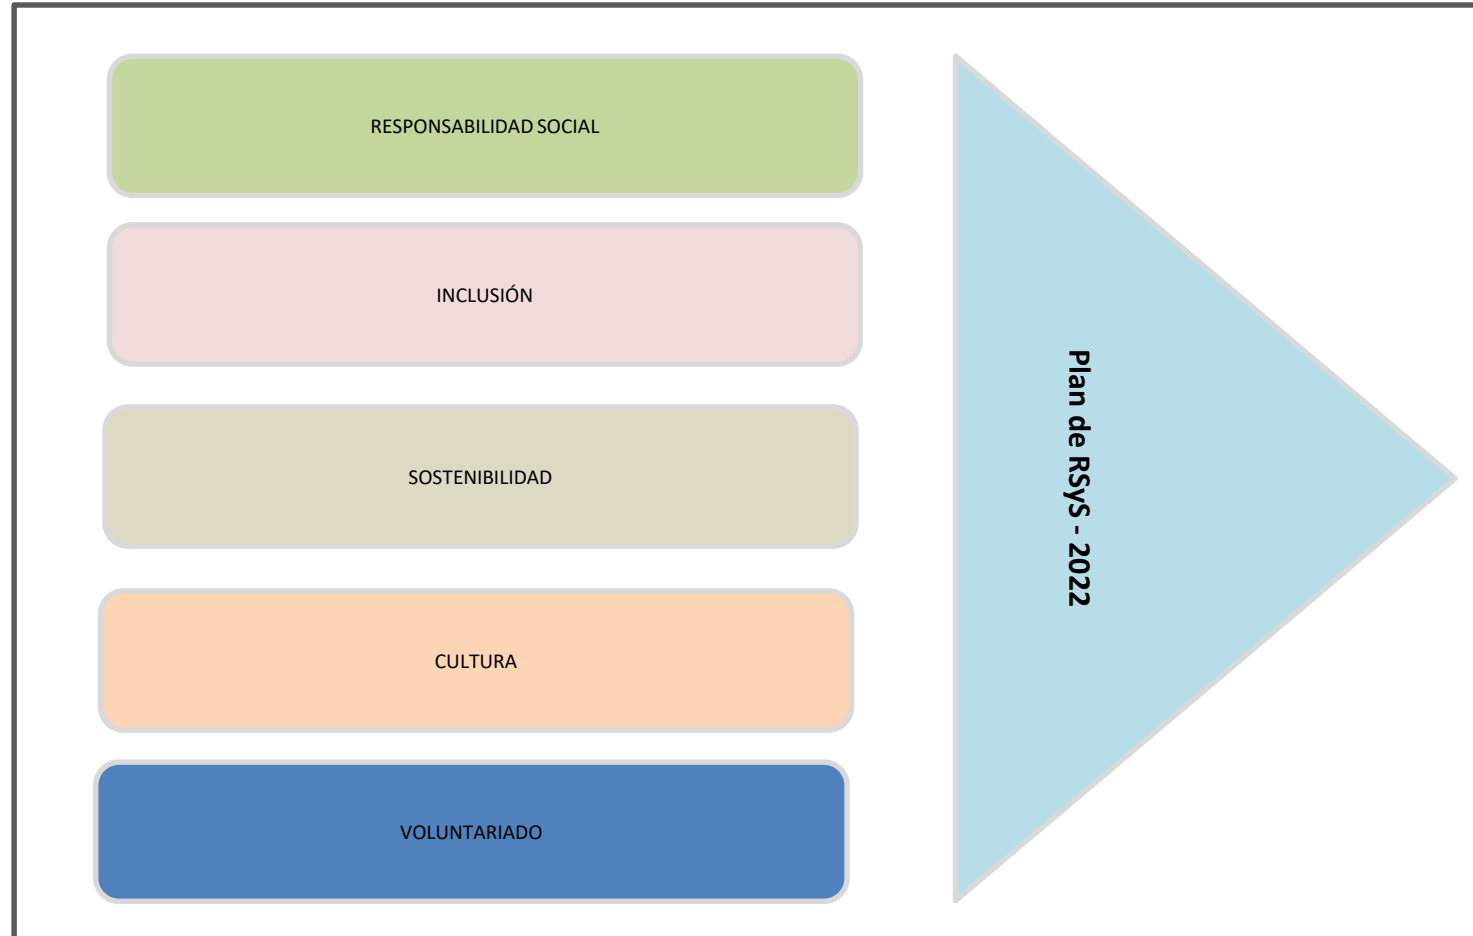 RESPONSABILIDAD SOCIAL
INCLUSIÓN
SOSTENIBILIDAD
CULTURA
VOLUNTARIADO
Plan de RSyS - 2022